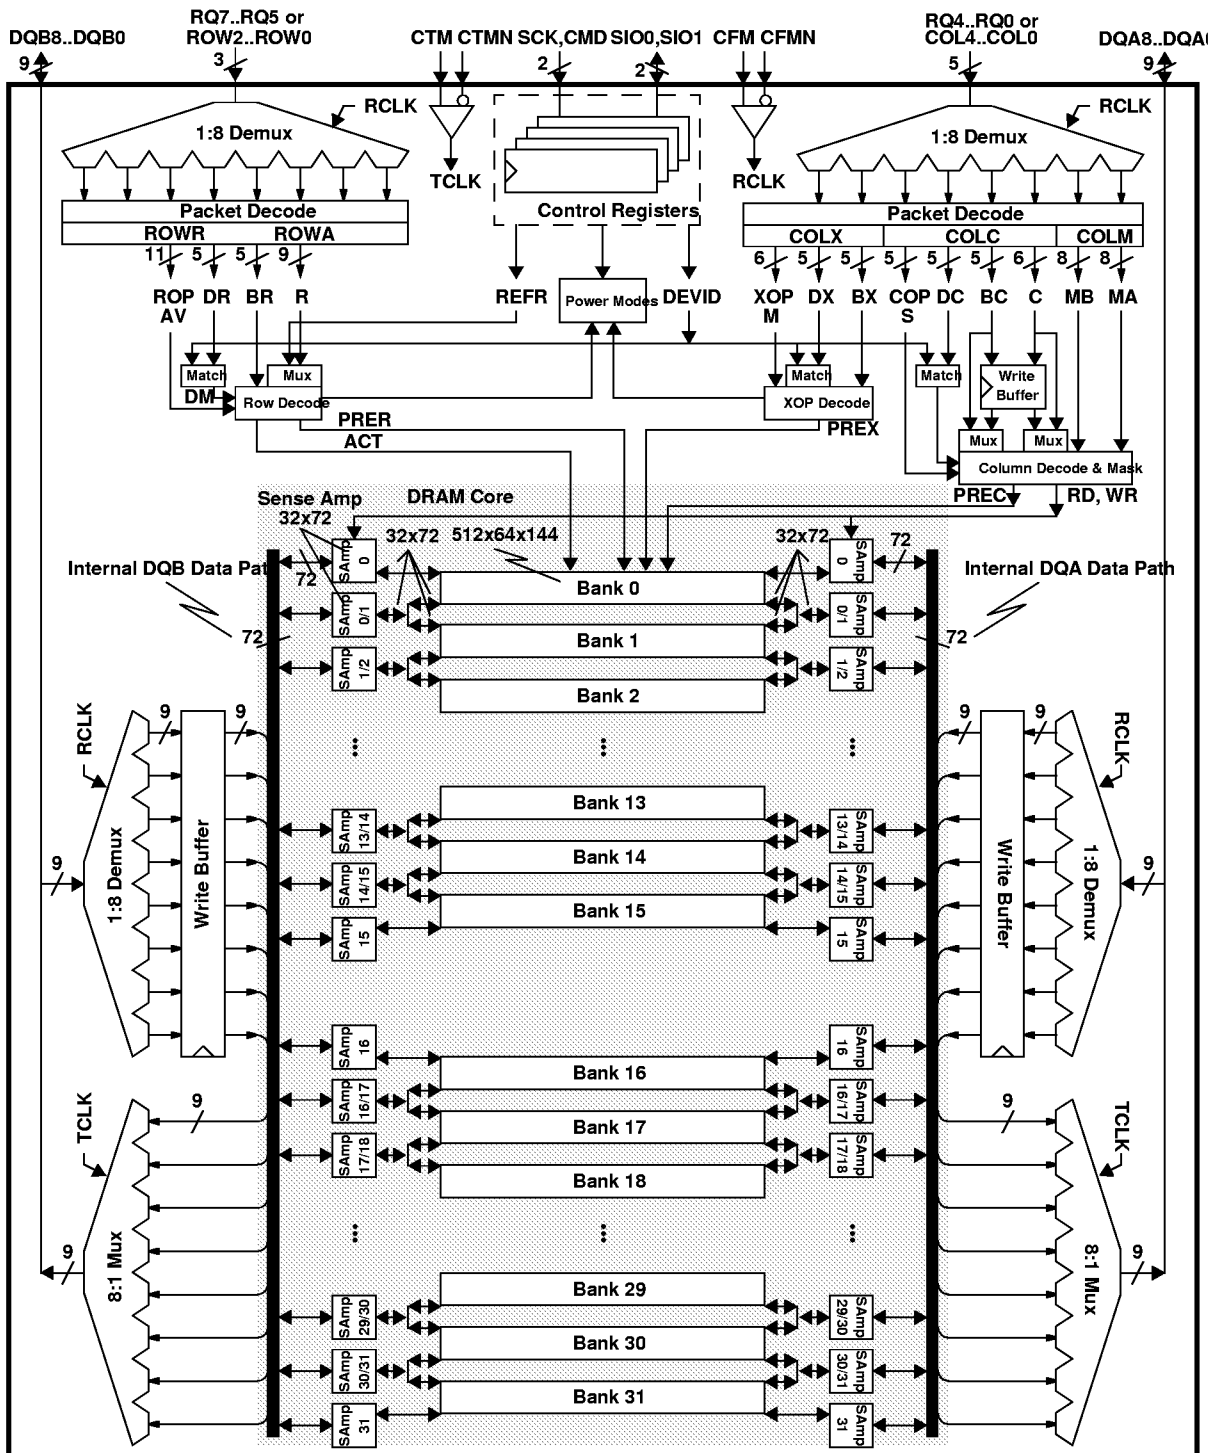 RQ7..RQ5 or
RQ4..RQ0 or
DQB8..DQB0
ROW2..ROW0
CTM CTMN SCK,CMD SIO0,SIO1 CFM CFMN
COL4..COL0
DQA8..DQA0
9
3
2
2
5
9
RCLK
RCLK
1:8 Demux
1:8 Demux
TCLK
RCLK
Control Registers
Packet Decode
Packet Decode
ROWR
ROWA
COLX
COLC
COLM
11
5
5
9
6
5
5
5
5
5
6
8
8
ROP
DR
BR
R
REFR
Power Modes
DEVID
XOP
DX
BX
COP
DC
BC
C
MB
MA
AV
M
S
Match
Mux
Match
Match
Write
Buffer
DM
Row Decode
XOP Decode
PRER
PREX
Mux
Mux
ACT
Column Decode & Mask
PREC
RD, WR
Sense Amp
DRAM Core
32x72
32x72
512x64x144
32x72
SAmp
0
72
72
SAmp
0
72
Internal DQB Data Path
Internal DQA Data Path
Bank 0
SAmp
0/1
SAmp
0/1
72
72
Bank 1
SAmp
1/2
SAmp
1/2
Bank 2
9
9
9
9
RCLK
RCLK
•••
•••
•••
Bank 13
SAmp
13/14
SAmp
13/14
Bank 14
9
1:8 Demux
Write Buffer
SAmp
14/15
SAmp
14/15
Write Buffer
1:8 Demux
9
Bank 15
SAmp
15
SAmp
15
SAmp
16
SAmp
16
Bank 16
TCLK
9
SAmp
16/17
SAmp
16/17
9
TCLK
Bank 17
SAmp
17/18
SAmp
17/18
Bank 18
•••
•••
•••
9
8:1 Mux
8:1 Mux
9
Bank 29
SAmp
29/30
SAmp
29/30
Bank 30
SAmp
30/31
SAmp
30/31
Bank 31
SAmp
31
SAmp
31